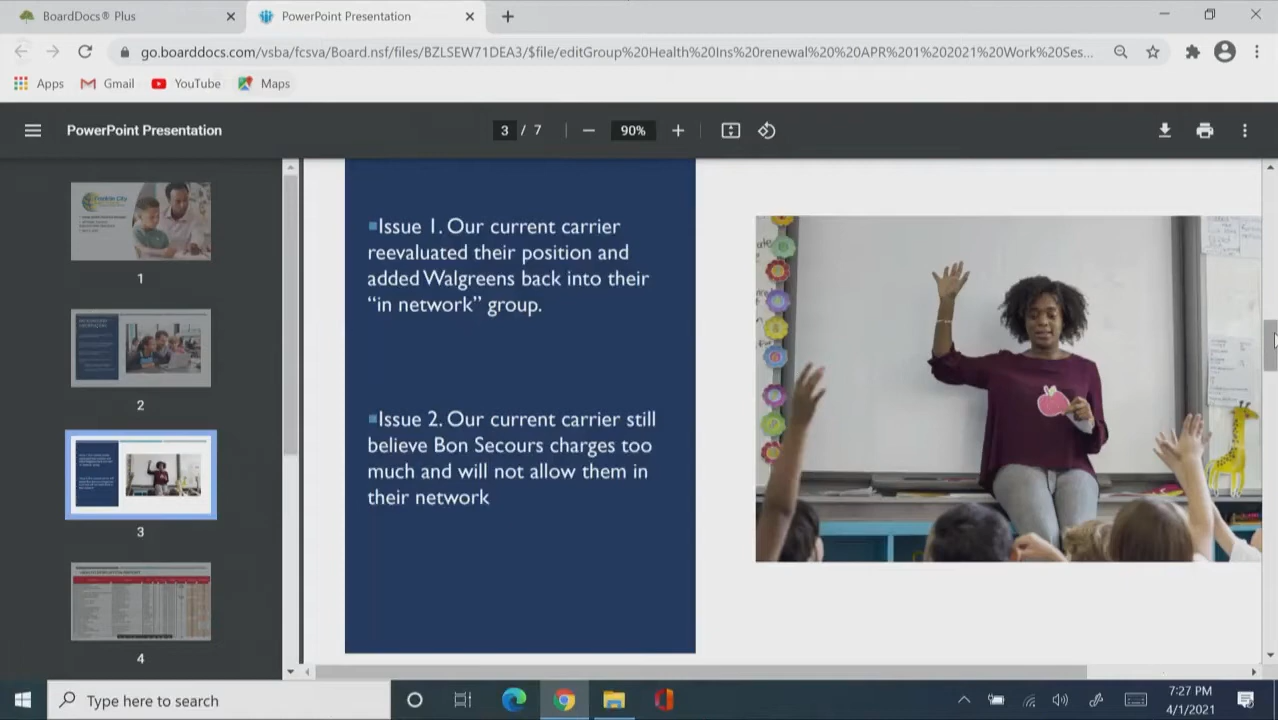 BoardDocs® Plus
PowerPoint Presentation
go.boarddocs.com/vsba/fcsva/Board.nsf/files/BZLSEW71DEA3/$file/editGroup%20Health%20Ins%20renewal%20%20APR%201%202021%20Work%20Ses...
Apps
Gmail
YouTube
Maps
PowerPoint Presentation
3 / 7
90%
1
2
3
4
■Issue 1. Our current carrier
reevaluated their position and
added Walgreens back into their
“in network” group.
■Issue 2. Our current carrier still
believe Bon Secours charges too
much and will not allow them in
their network
Type here to search
7:27 PM
4/1/2021